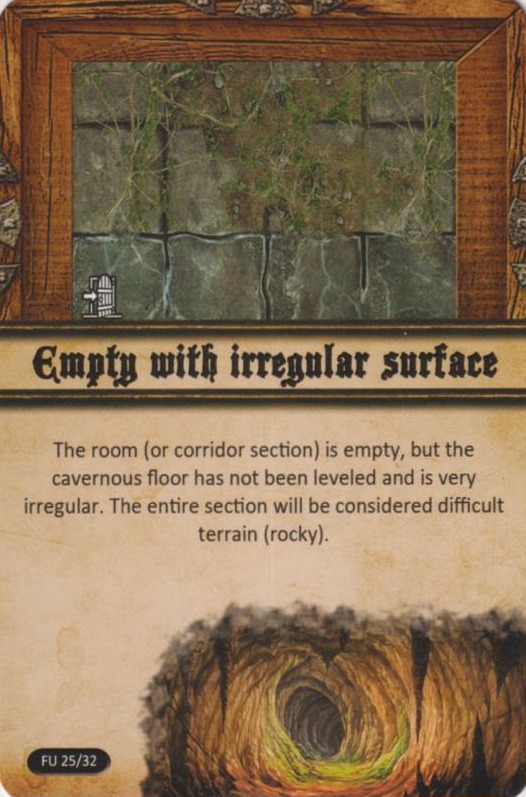 Empty with irregular surface
The room (or corridor section) is empty, but the
cavernous floor has not been leveled and is very
irregular. The entire section will be considered difficult
terrain (rocky).
FU 25/32